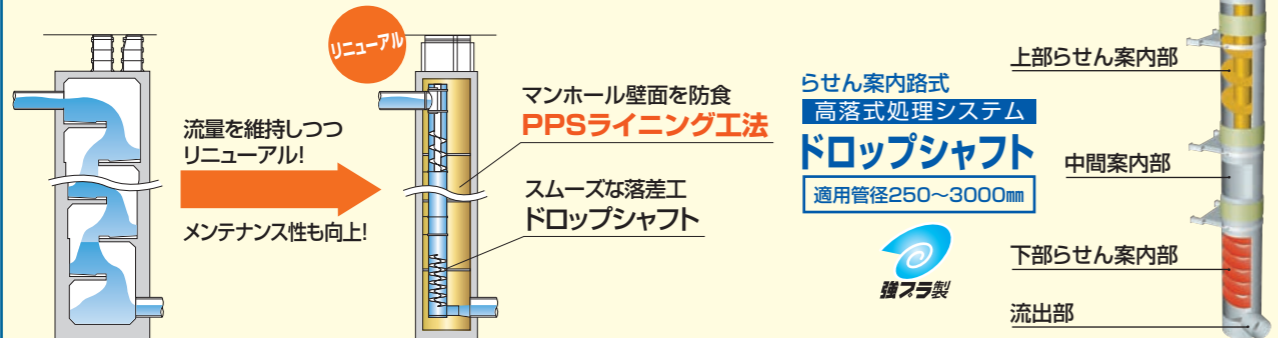 リニューアル
流量を維持しつつ
リニューアル!
メンテナンス性も向上!
マンホール壁面を防食
PPSライニング工法
スムーズな落差工
ドロップシャフト
らせん案内路式
高落式処理システム
ドロップシャフト
適用管径250〜3000㎜
強プラ製
上部らせん案内部
中間案内部
下部らせん案内部
流出部